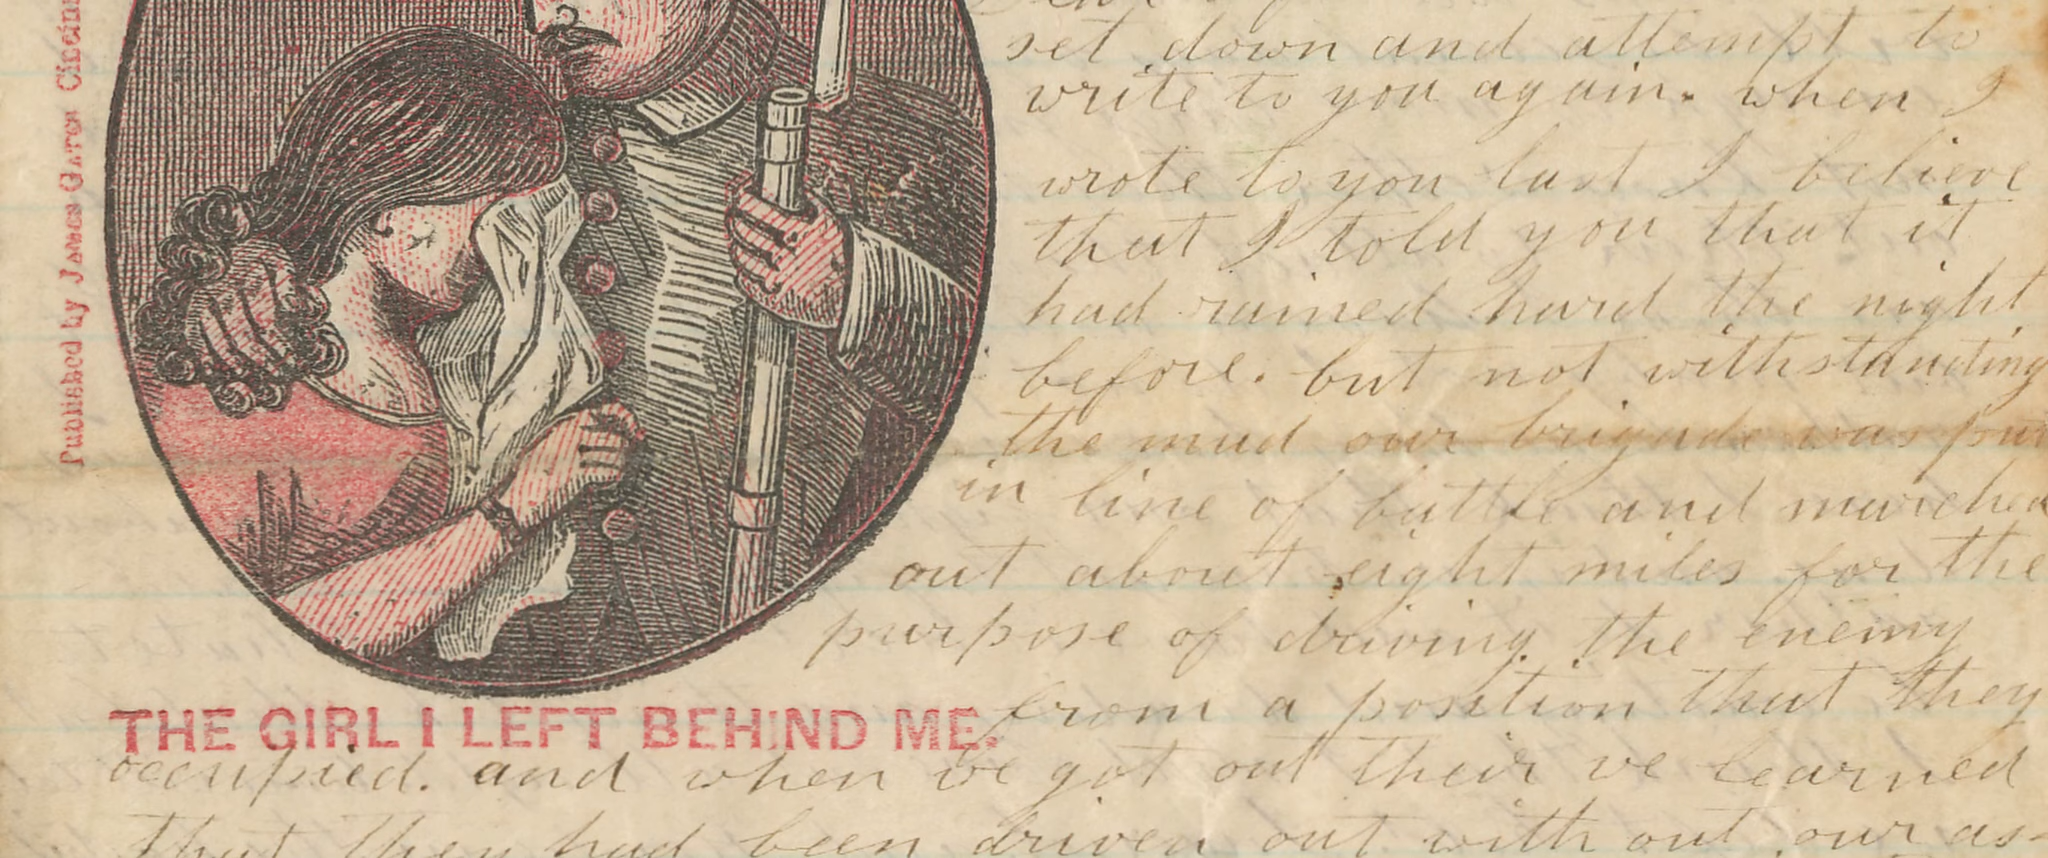 Published by James Gates Cincinn
set down and attempt to
write to you again. when I
wrote to you last I believe
that I told you that it
had rained hard the night
before. but not withstanding
the mud our brigade was put
in line of battle and marched
out about eight miles for the
purpose of driving the enemy
THE GIRL I LEFT BEHIND ME.
from a position that they
occupied. and when we got out their we learned
that they had been driven out with out our as-